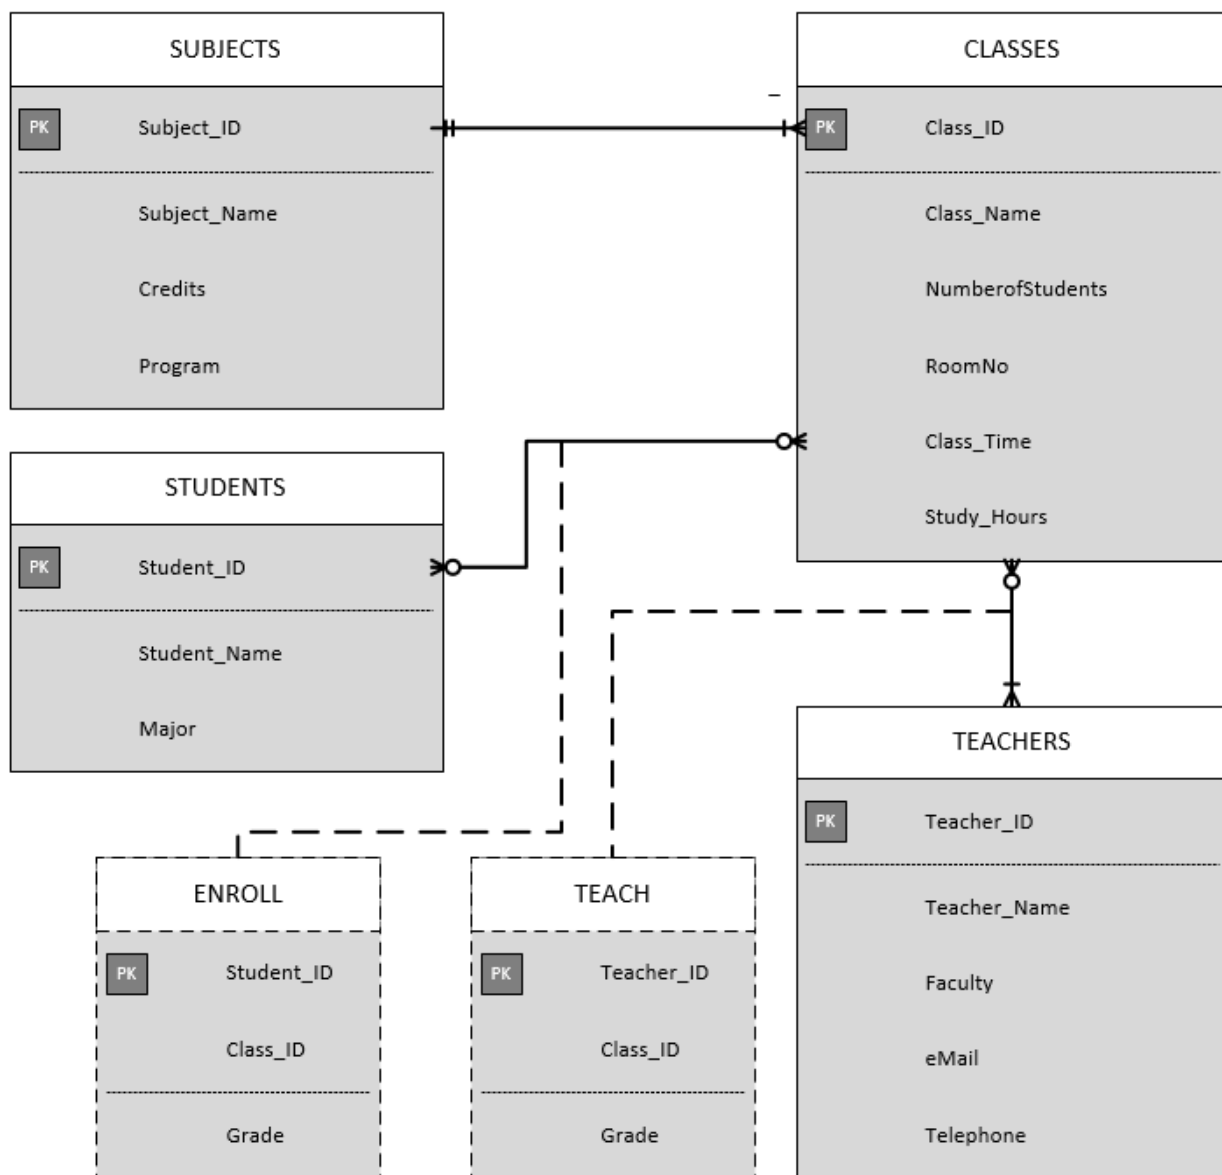 SUBJECTS
PK Subject_ID
Subject_Name
Credits
Program
CLASSES
PK Class_ID
Class_Name
NumberofStudents
RoomNo
Class_Time
Study_Hours
STUDENTS
PK Student_ID
Student_Name
Major
TEACHERS
PK Teacher_ID
Teacher_Name
Faculty
eMail
Telephone
ENROLL
PK Student_ID
Class_ID
Grade
TEACH
PK Teacher_ID
Class_ID
Grade